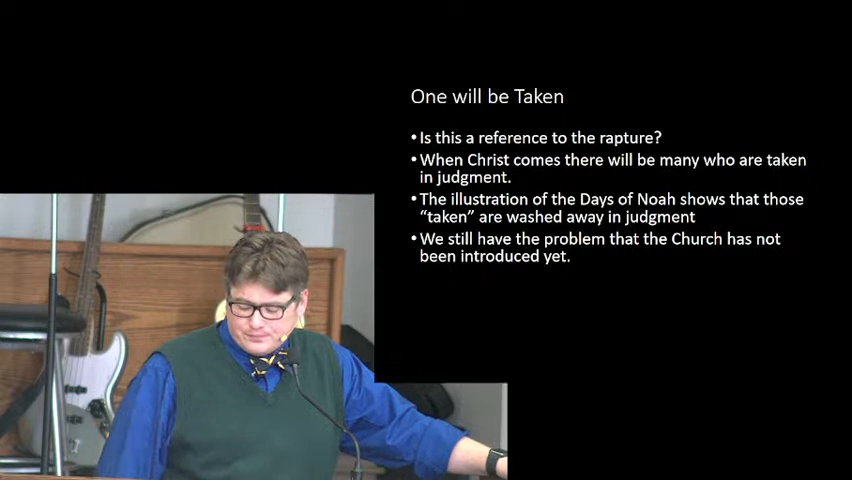 One will be Taken
• Is this a reference to the rapture?
• When Christ comes there will be many who are taken
in judgment.
• The illustration of the Days of Noah shows that those
“taken” are washed away in judgment
• We still have the problem that the Church has not
been introduced yet.